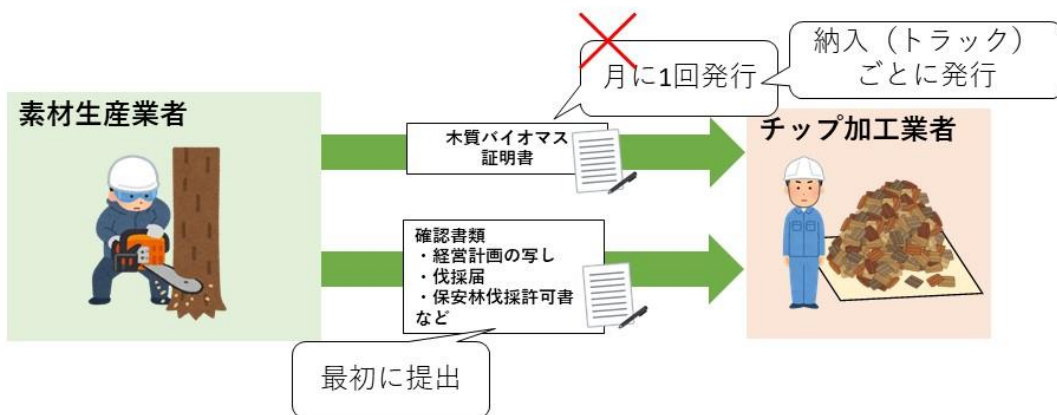 月に1回発行
納入（トラック）
ごとに発行
素材生産業者
木質バイオマス
証明書
チップ加工業者
確認書類
・経営計画の写し
・伐採届
・保安林伐採許可書
など
最初に提出